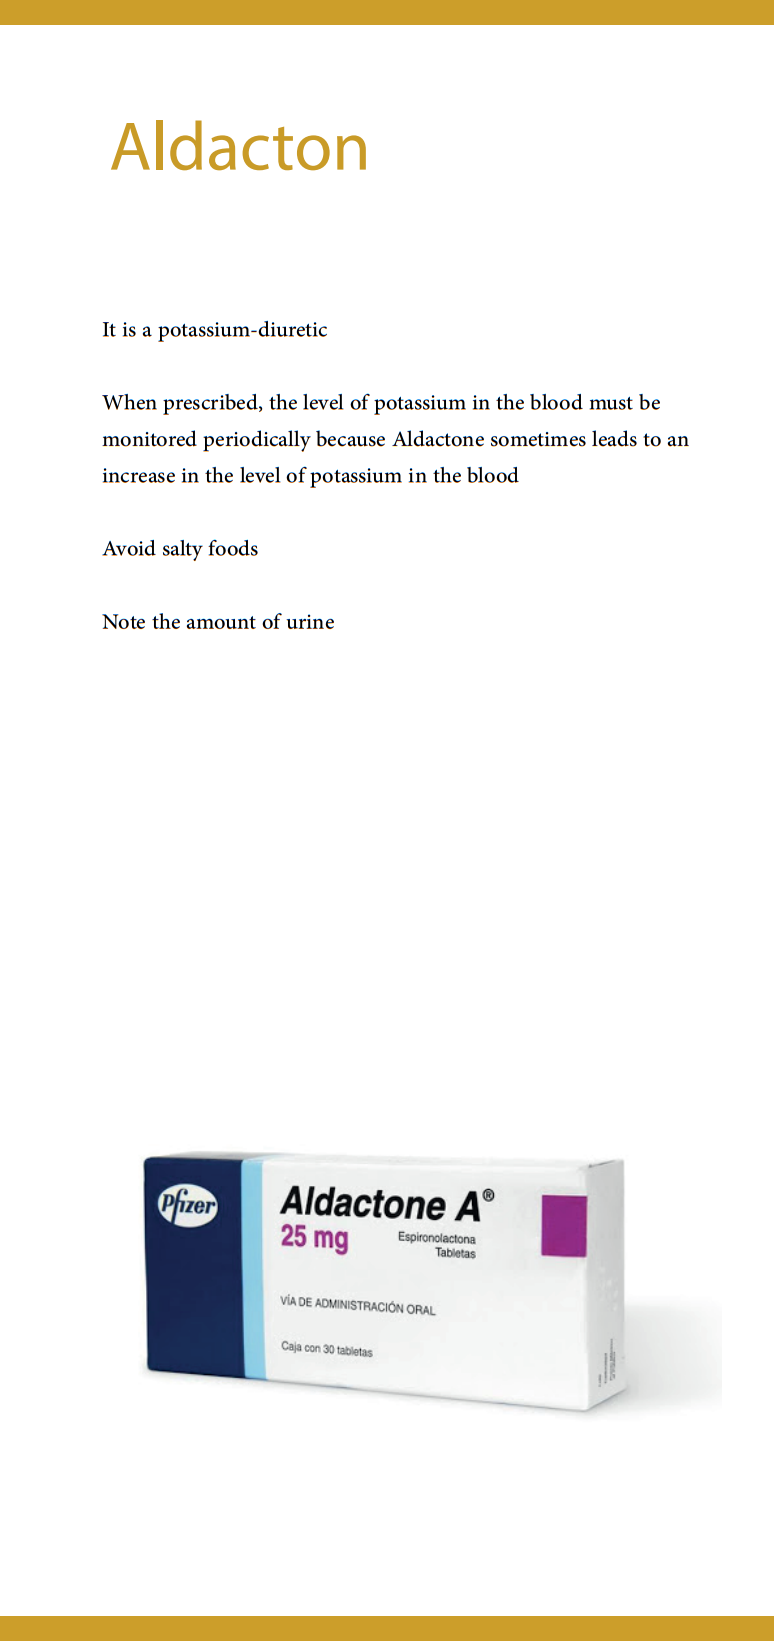 Aldacton
It is a potassium-diuretic
When prescribed, the level of potassium in the blood must be
monitored periodically because Aldactone sometimes leads to an
increase in the level of potassium in the blood
Avoid salty foods
Note the amount of urine
Pfizer
Aldactone A®
25 mg
Espironolactona
Tabletas
VÍA DE ADMINISTRACIÓN ORAL
Caja con 30 tabletas